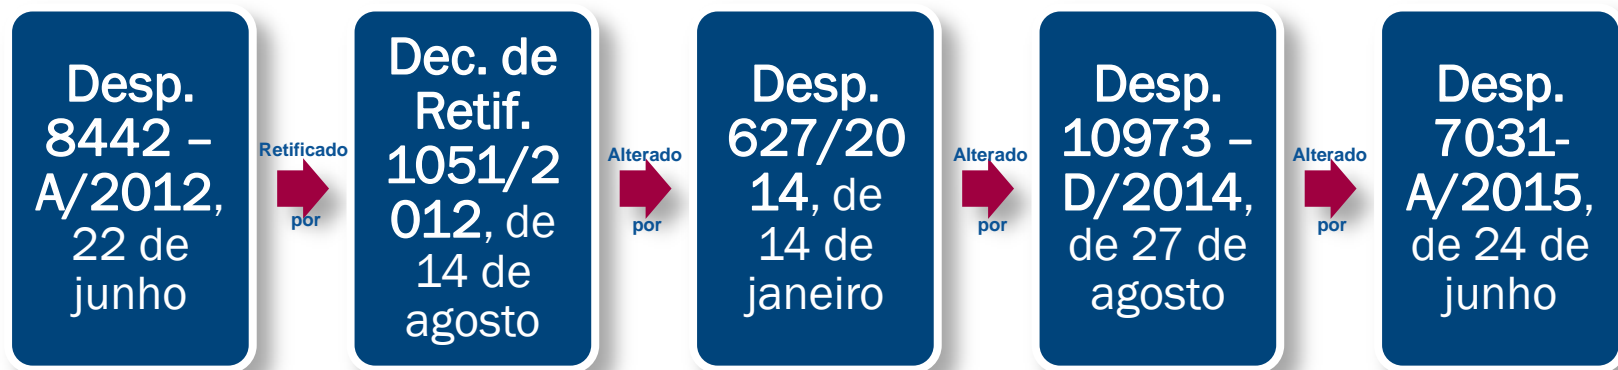 Desp.
8442 –
A/2012,
22 de
junho
Retificado
por
Dec. de
Retif.
1051/2
012, de
14 de
agosto
Alterado
por
Desp.
627/20
14, de
14 de
janeiro
Alterado
por
Desp.
10973 –
D/2014,
de 27 de
agosto
Alterado
por
Desp.
7031-
A/2015,
de 24 de
junho